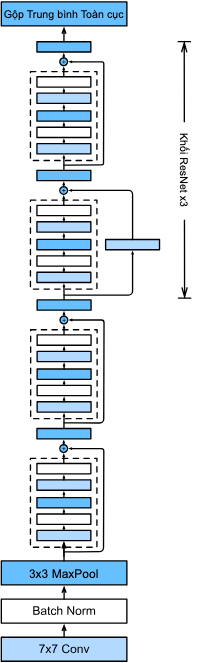 Gộp Trung bình Toàn cục
Khối ResNet x3
3x3 MaxPool
Batch Norm
7x7 Conv